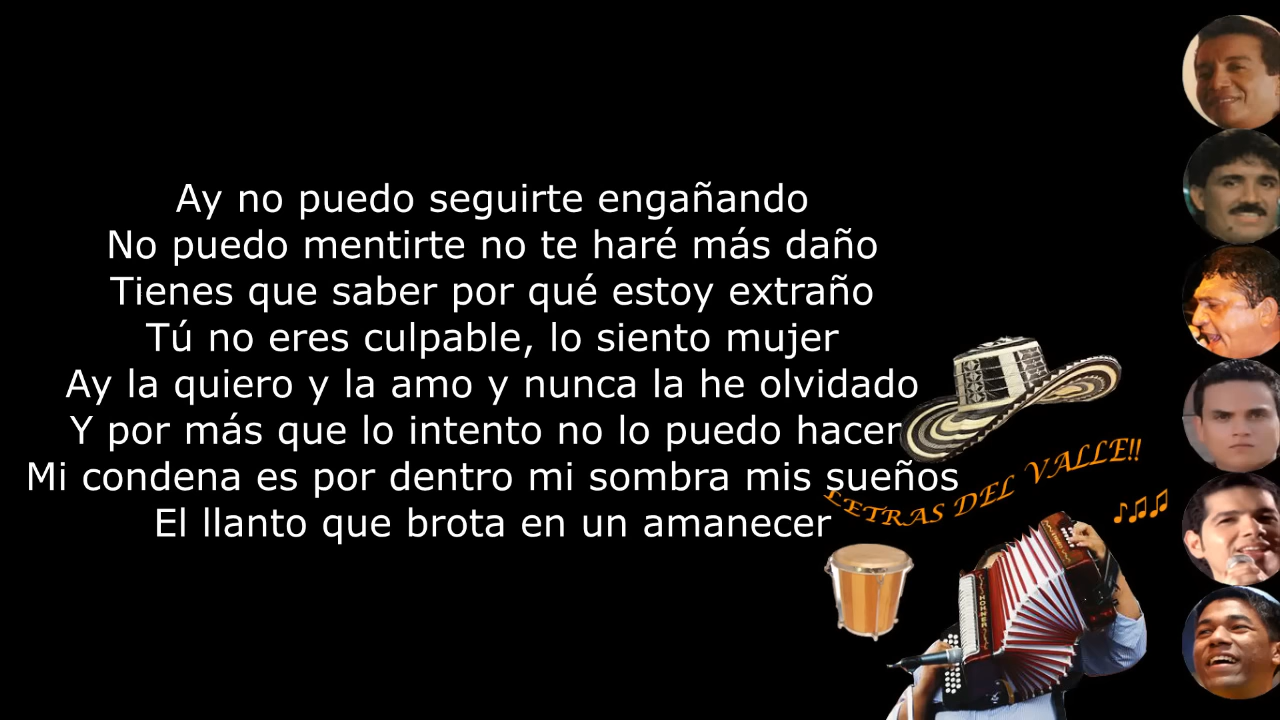 Ay no puedo seguirte engañando
No puedo mentirte no te haré más daño
Tienes que saber por qué estoy extraño
Tú no eres culpable, lo siento mujer
Ay la quiero y la amo y nunca la he olvidado
Y por más que lo intento no lo puedo hacer
Mi condena es por dentro mi sombra mis sueños
El llanto que brota en un amanecer
LETRAS DEL VALLE!!
HOHNER